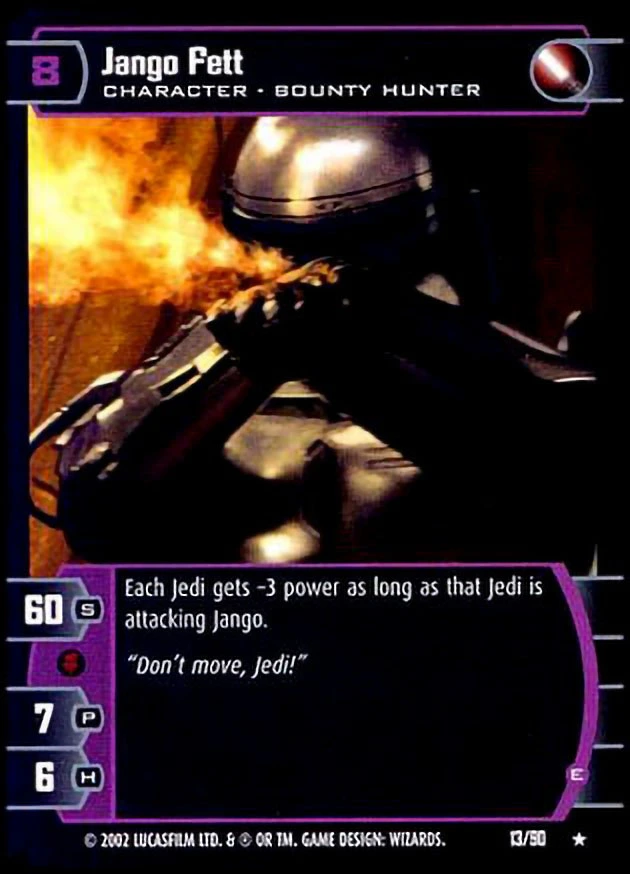 8
Jango Fett
CHARACTER - BOUNTY HUNTER
60 S
Each Jedi gets -3 power as long as that Jedi is
attacking Jango.
"Don't move, Jedi!"
7 P
6 H
E
© 2002 LUCASFILM LTD. & ® OR TM. GAME DESIGN: WIZARDS.
13/90 ★